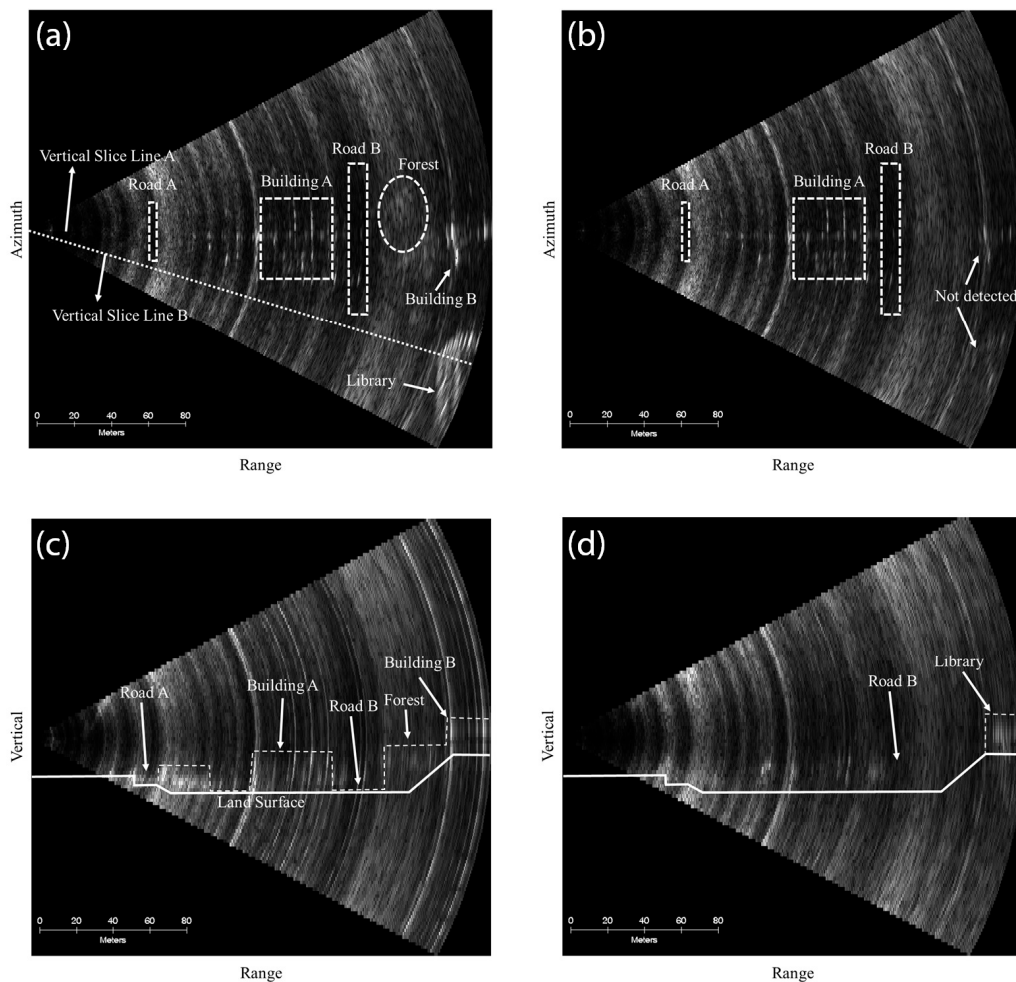 (a)
Vertical Slice Line A
Road A
Building A
Road B
Forest
Azimuth
Building B
Vertical Slice Line B
Library
0 20 40 60 80
Meters
Range
(b)
Road A
Building A
Road B
Azimuth
Not detected
0 20 40 60 80
Meters
Range
(c)
Building B
Road A
Building A
Road B
Forest
Vertical
Land Surface
0 20 40 60 80
Meters
Range
(d)
Library
Road B
Vertical
0 20 40 60 80
Meters
Range